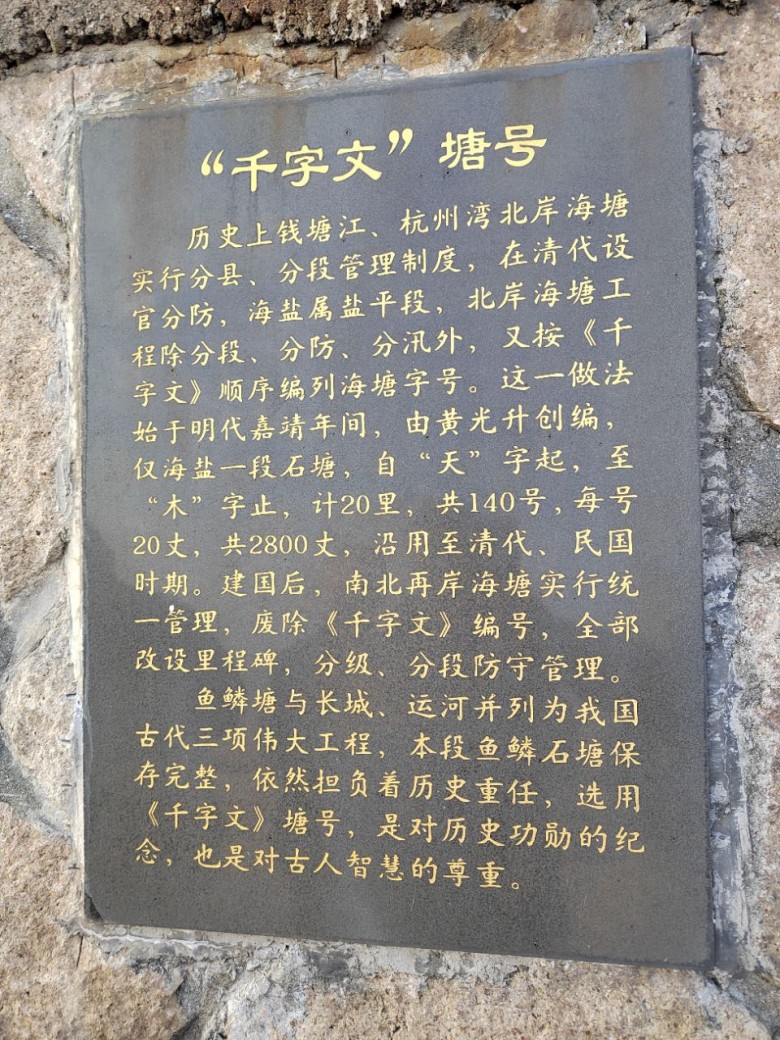 “千字文”塘号
历史上钱塘江、杭州湾北岸海塘
实行分县、分段管理制度，在清代设
官分防，海盐属盐平段，北岸海塘工
程除分段、分防、分汛外，又按《千
字文》顺序编列海塘字号。这一做法
始于明代嘉靖年间，由黄光升创编，
仅海盐一段石塘，自“天”字起，至
“木”字止，计20里，共140号，每号
20丈，共2800丈，沿用至清代、民国
时期。建国后，南北再岸海塘实行统
一管理，废除《千字文》编号，全部
改设里程碑，分级、分段防守管理。
鱼鳞塘与长城、运河并列为我国
古代三项伟大工程，本段鱼鳞石塘保
存完整，依然担负着历史重任，选用
《千字文》塘号，是对历史功勋的纪
念，也是对古人智慧的尊重。